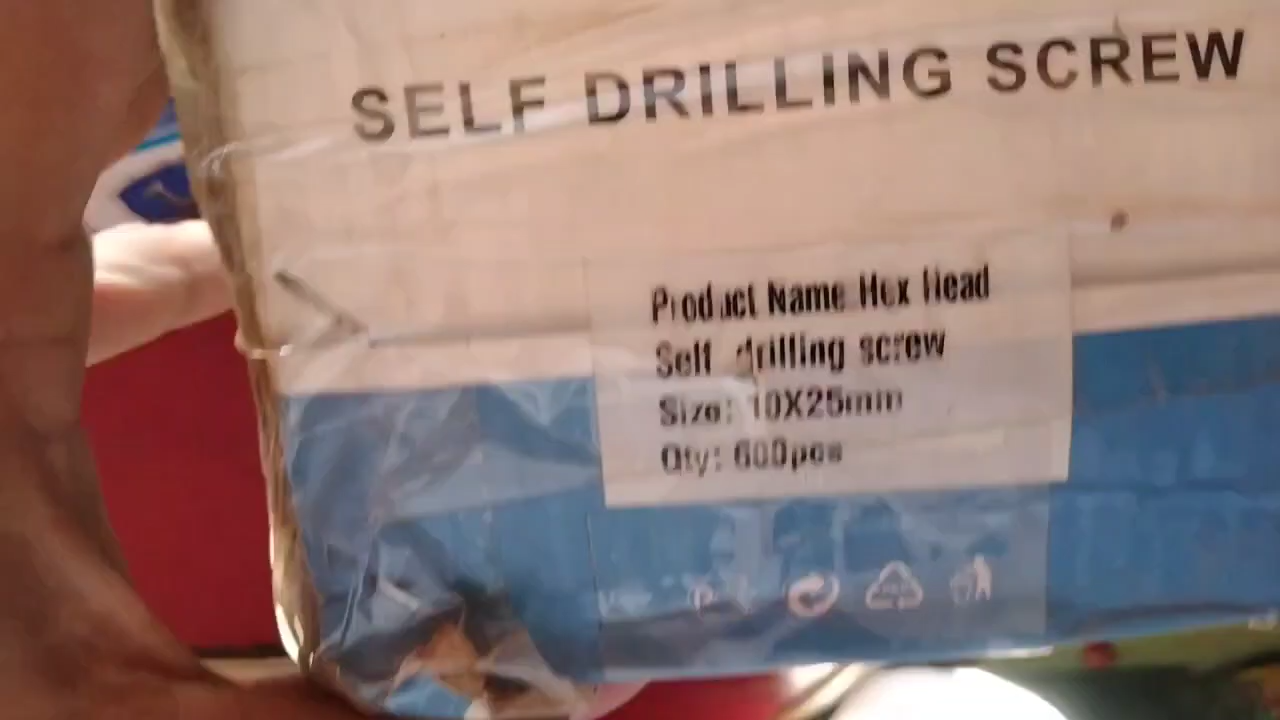 SELF DRILLING SCREW
Product Name Hex Head
Self drilling screw
Size: 10X25mm
Qty: 600pcs